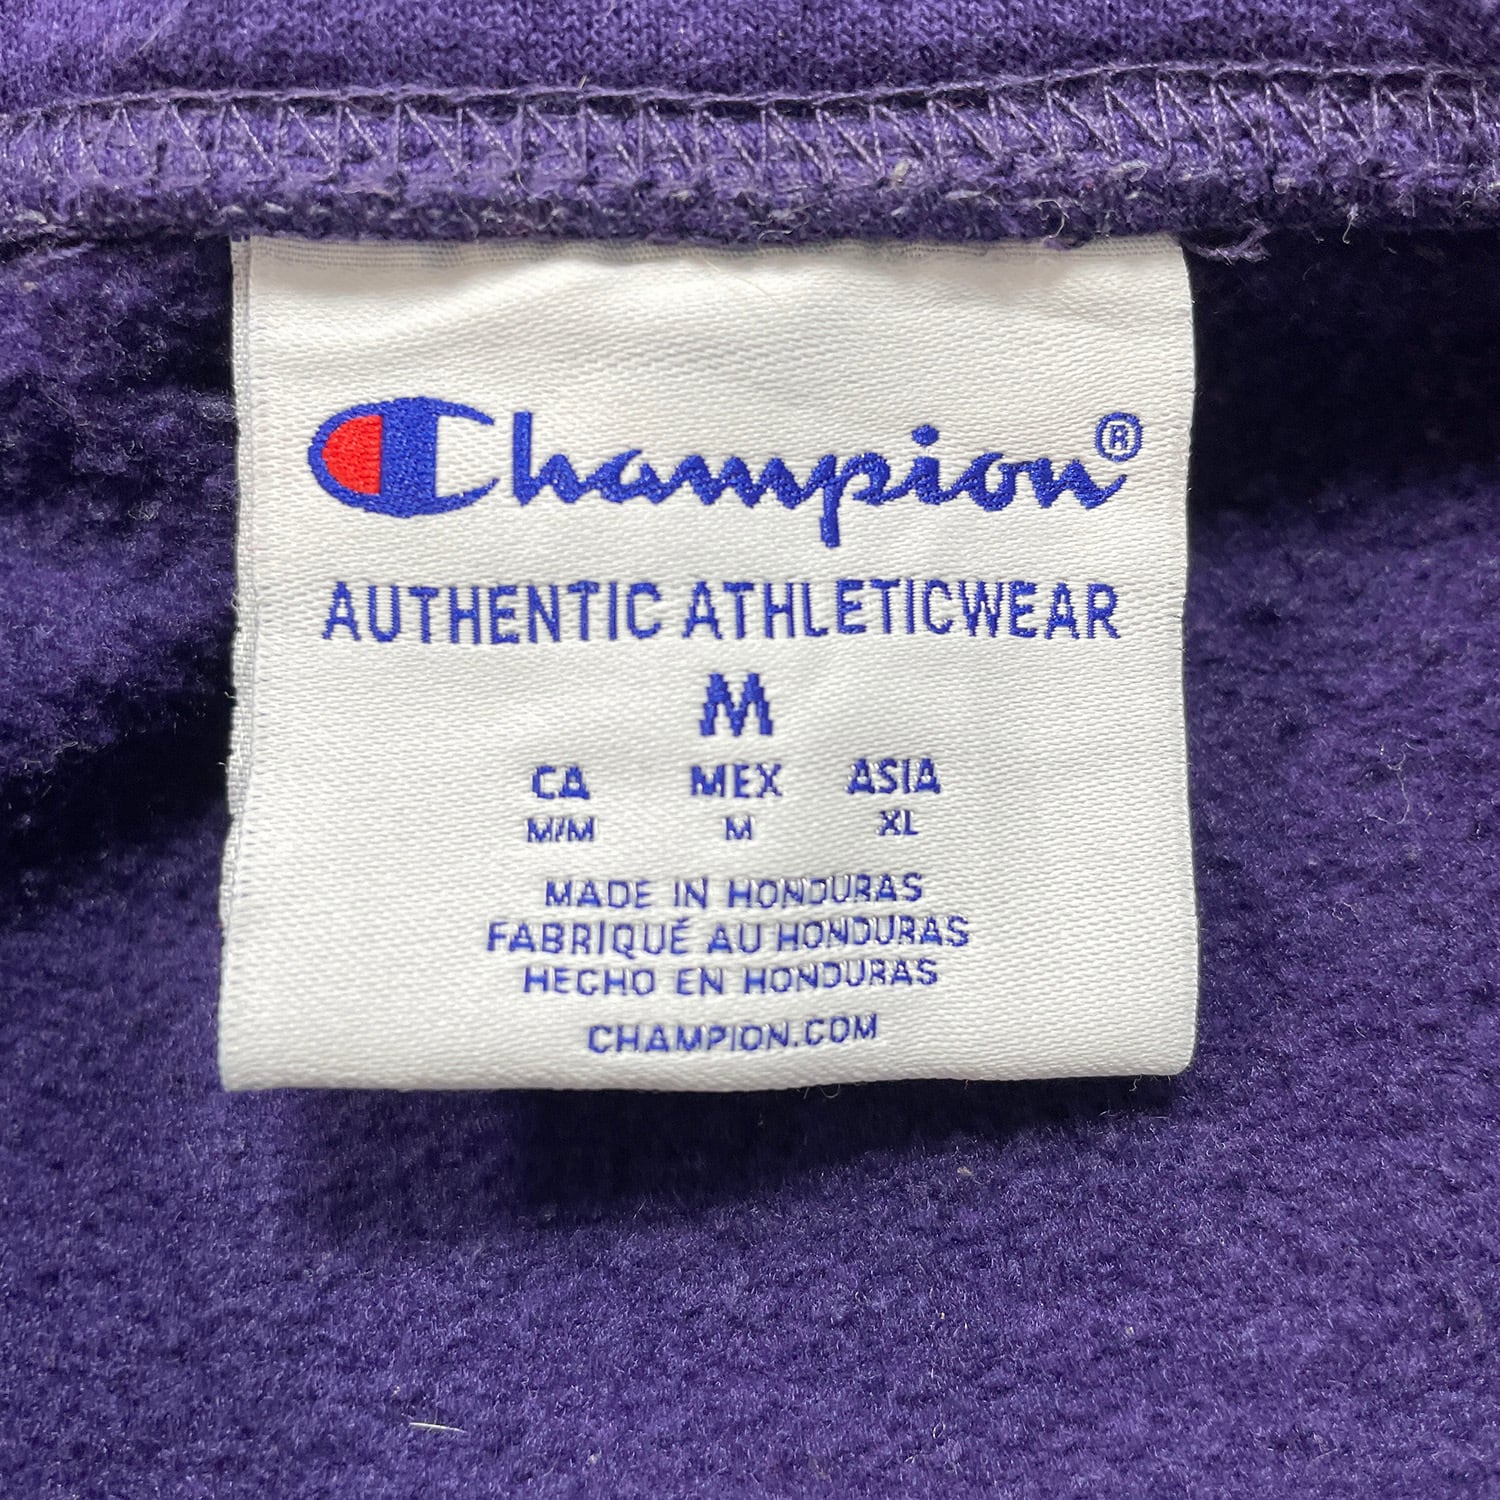 Champion®
AUTHENTIC ATHLETICWEAR
M
CA MEX ASIA
M/M M XL
MADE IN HONDURAS
FABRIQUÉ AU HONDURAS
HECHO EN HONDURAS
CHAMPION.COM